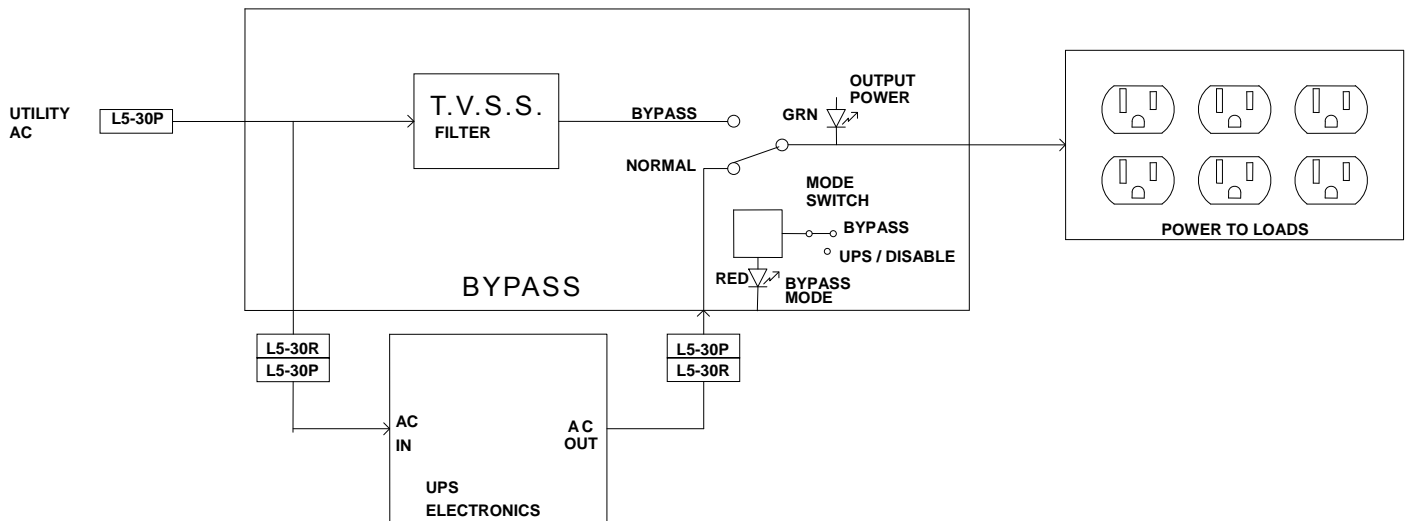 UTILITY
AC
L5-30P
T.V.S.S.
FILTER
BYPASS
NORMAL
GRN
OUTPUT
POWER
MODE
SWITCH
BYPASS
UPS / DISABLE
RED
BYPASS
MODE
BYPASS
POWER TO LOADS
L5-30R
L5-30P
L5-30P
L5-30R
AC
IN
AC
OUT
UPS
ELECTRONICS